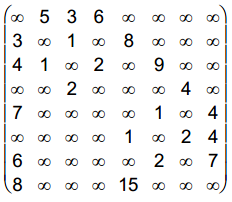 ∞ 5 3 6 ∞ ∞ ∞ ∞
3 ∞ 1 ∞ 8 ∞ ∞ ∞
4 1 ∞ 2 ∞ 9 ∞ ∞
∞ ∞ 2 ∞ ∞ ∞ 4 ∞
7 ∞ ∞ ∞ ∞ 1 ∞ 4
∞ ∞ ∞ ∞ 1 ∞ 2 4
6 ∞ ∞ ∞ ∞ 2 ∞ 7
8 ∞ ∞ ∞ 15 ∞ ∞ ∞